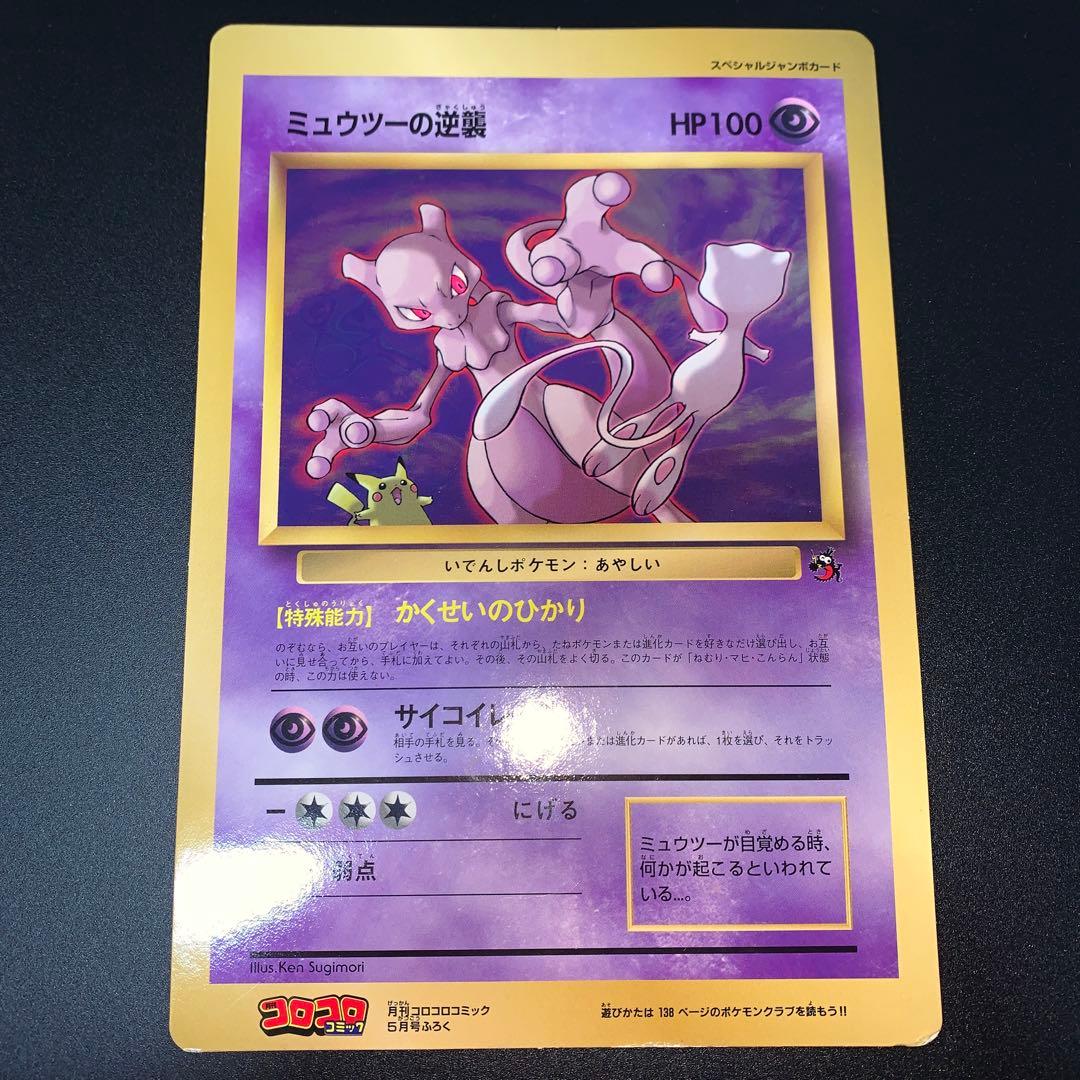 スペシャルジャンボカード
ミュウツーの逆襲
HP100
いでんしポケモン：あやしい
【特殊能力】 かくせいのひかり
のぞむなら、お互いのプレイヤーは、それぞれの山札から、たねポケモンまたは進化カードを好きなだけ選び出し、お互
いに見せ合ってから、手札に加えてよい。その後、その山札をよく切る。このカードが「ねむり・マヒ・こんらん」状態
の時、この力は使えない。
サイコイレ
相手の手札を見る。そ または進化カードがあれば、1枚を選び、それをトラッ
シュさせる。
にげる
弱点
ミュウツーが目覚める時、
何かが起こるといわれて
いる…。
Illus.Ken Sugimori
月刊 コロコロ コミック
月刊コロコロコミック
5月号ふろく
遊びかたは 138 ページのポケモンクラブを読もう!!